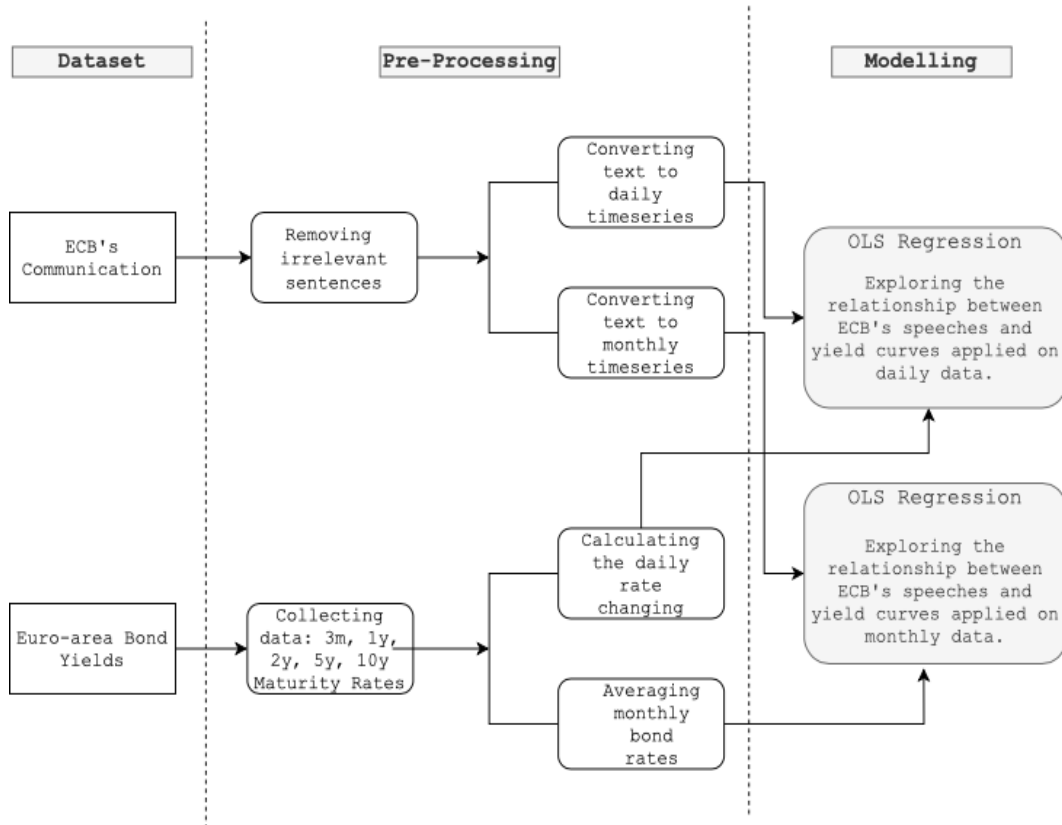 Dataset
Pre-Processing
Modelling
ECB's
Communication
Removing
irrelevant
sentences
Converting
text to
daily
timeseries
Converting
text to
monthly
timeseries
OLS Regression
Exploring the
relationship between
ECB's speeches and
yield curves applied on
daily data.
Euro-area Bond
Yields
Collecting
data: 3m, 1y,
2y, 5y, 10y
Maturity Rates
Calculating
the daily
rate
changing
Averaging
monthly
bond
rates
OLS Regression
Exploring the
relationship between
ECB's speeches and
yield curves applied on
monthly data.